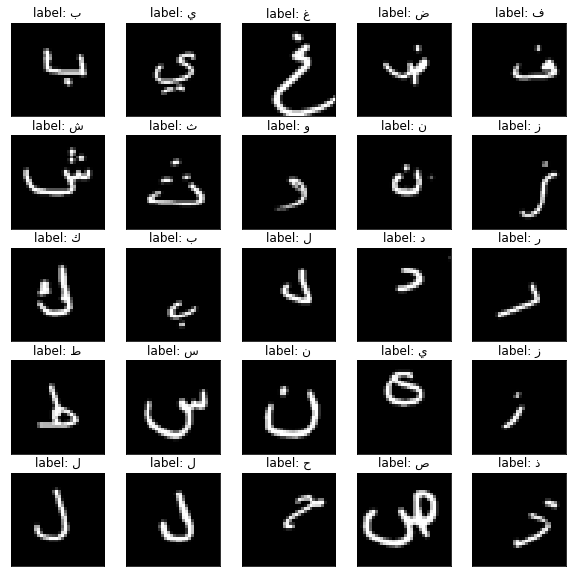 label: ب label: ي label: غ label: ض label: ف
ب ي غ ض ف
label: ش label: ث label: و label: ن label: ز
ش ث ن ز
label: ك label: ب label: ل label: د label: ر
ك ب ل د ر
label: ط label: س label: ن label: ي label: ز
ط س ن ز
label: ل label: ل label: ح label: ص label: ذ
ل ل ح ص ذ